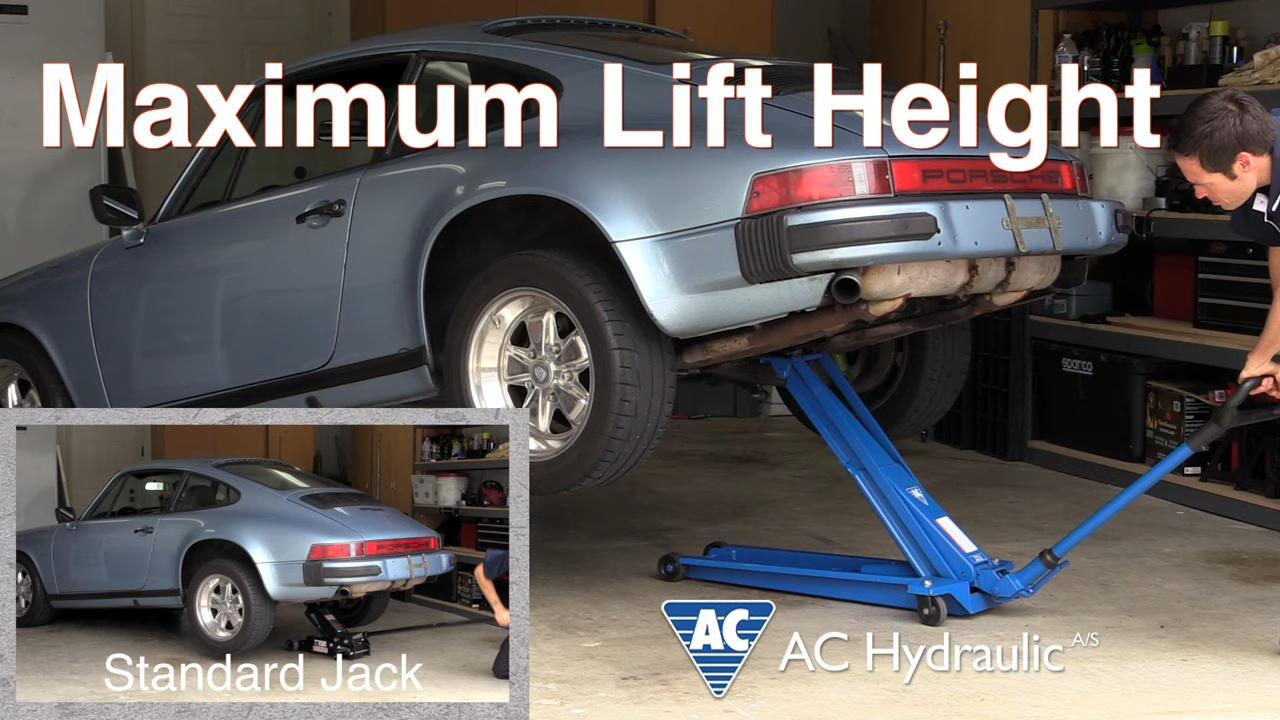 Maximum Lift Height
PORSCHE
sparco
PORSCHE
Standard Jack
AC
AC Hydraulic A/S